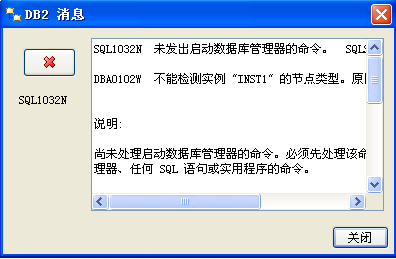 DB2 消息
SQL1032N
SQL1032N 未发出启动数据库管理器的命令。 SQLS
DBA0102W 不能检测实例 "INST1" 的节点类型。原
说明:
尚未处理启动数据库管理器的命令。必须先处理该命
理器、任何 SQL 语句或实用程序的命令。
关闭